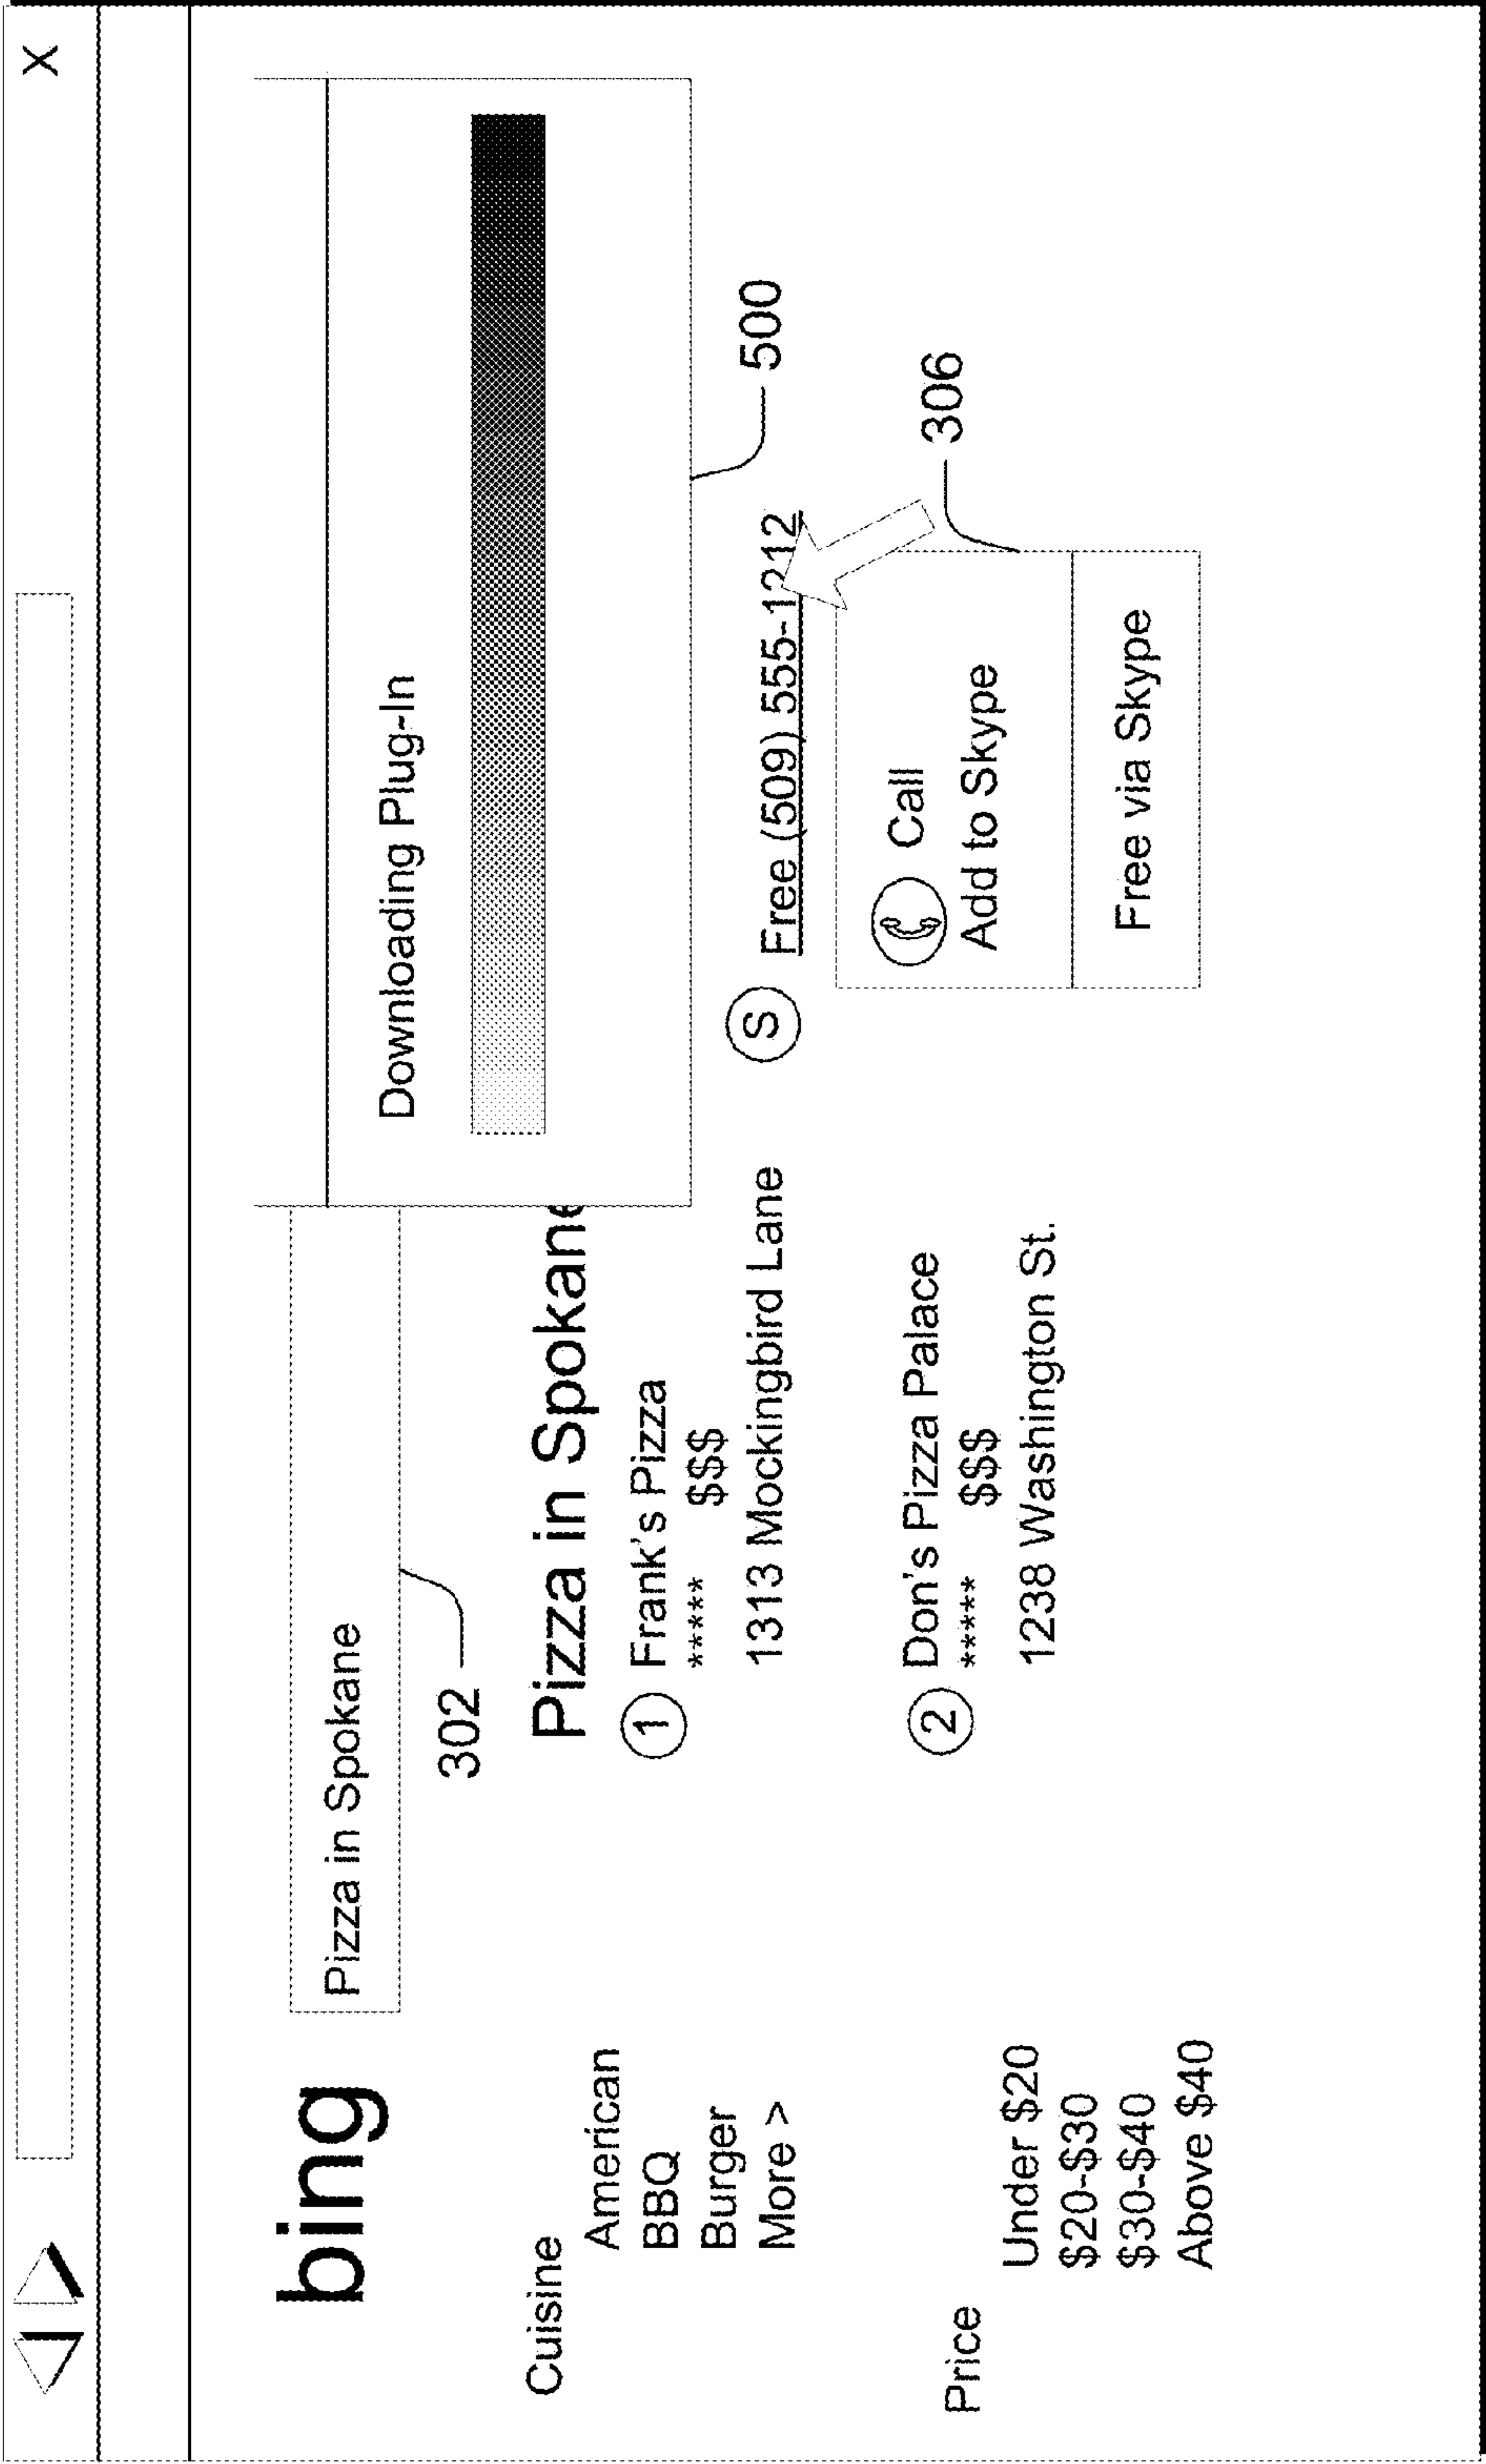 X
bing
Pizza in Spokane
302
Downloading Plug-In
500
Cuisine
American
BBQ
Burger
More >
Price
Under $20
$20-$30
$30-$40
Above $40
Pizza in Spokane
1 Frank's Pizza
***** $$$
1313 Mockingbird Lane
S Free (509) 555-1212
306
Call
Add to Skype
Free via Skype
2 Don's Pizza Palace
***** $$$
1238 Washington St.